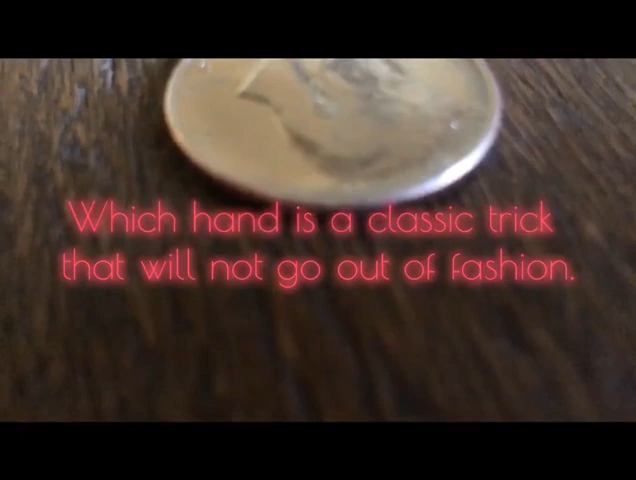 Which hand is a classic trick
that will not go out of fashion.